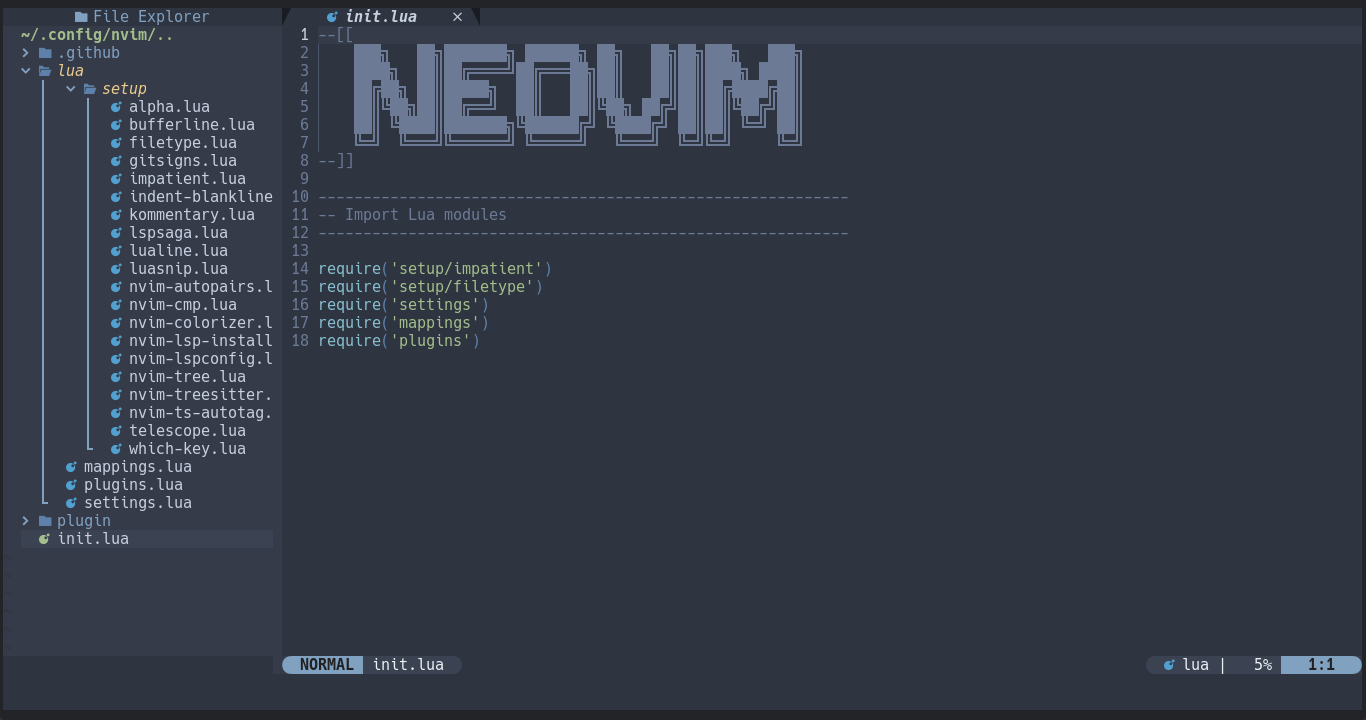 File Explorer
~/.config/nvim/..
.github
lua
setup
alpha.lua
bufferline.lua
filetype.lua
gitsigns.lua
impatient.lua
indent-blankline
kommentary.lua
lspsaga.lua
lualine.lua
luasnip.lua
nvim-autopairs.l
nvim-cmp.lua
nvim-colorizer.l
nvim-lsp-install
nvim-lspconfig.l
nvim-tree.lua
nvim-treesitter.
nvim-ts-autotag.
telescope.lua
which-key.lua
mappings.lua
plugins.lua
settings.lua
plugin
init.lua
init.lua ×
1 --[[
2
3
4
5
6
7
NEOVIM
8 --]]
9
10 -----------------------------------------------------------
11 -- Import Lua modules
12 -----------------------------------------------------------
13
14 require('setup/impatient')
15 require('setup/filetype')
16 require('settings')
17 require('mappings')
18 require('plugins')
NORMAL init.lua
lua | 5% 1:1